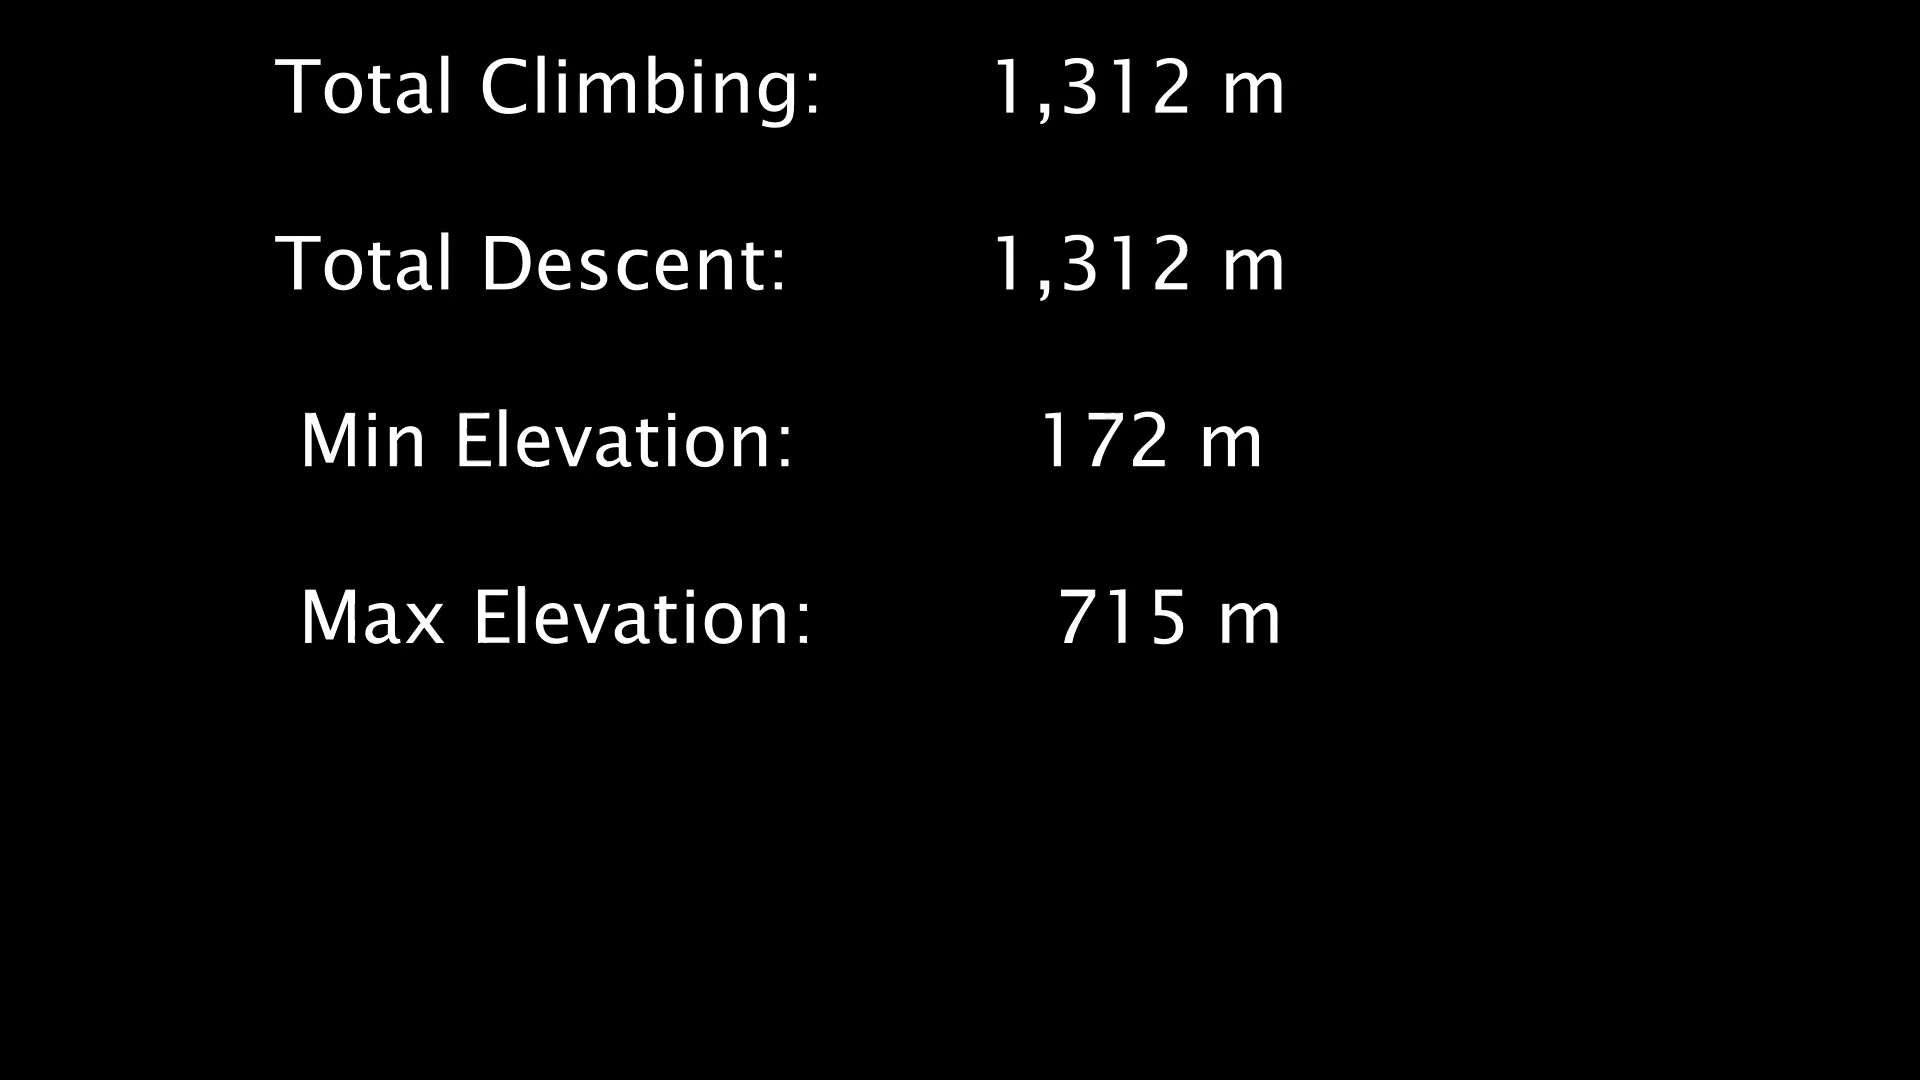 Total Climbing: 1,312 m
Total Descent: 1,312 m
Min Elevation: 172 m
Max Elevation: 715 m